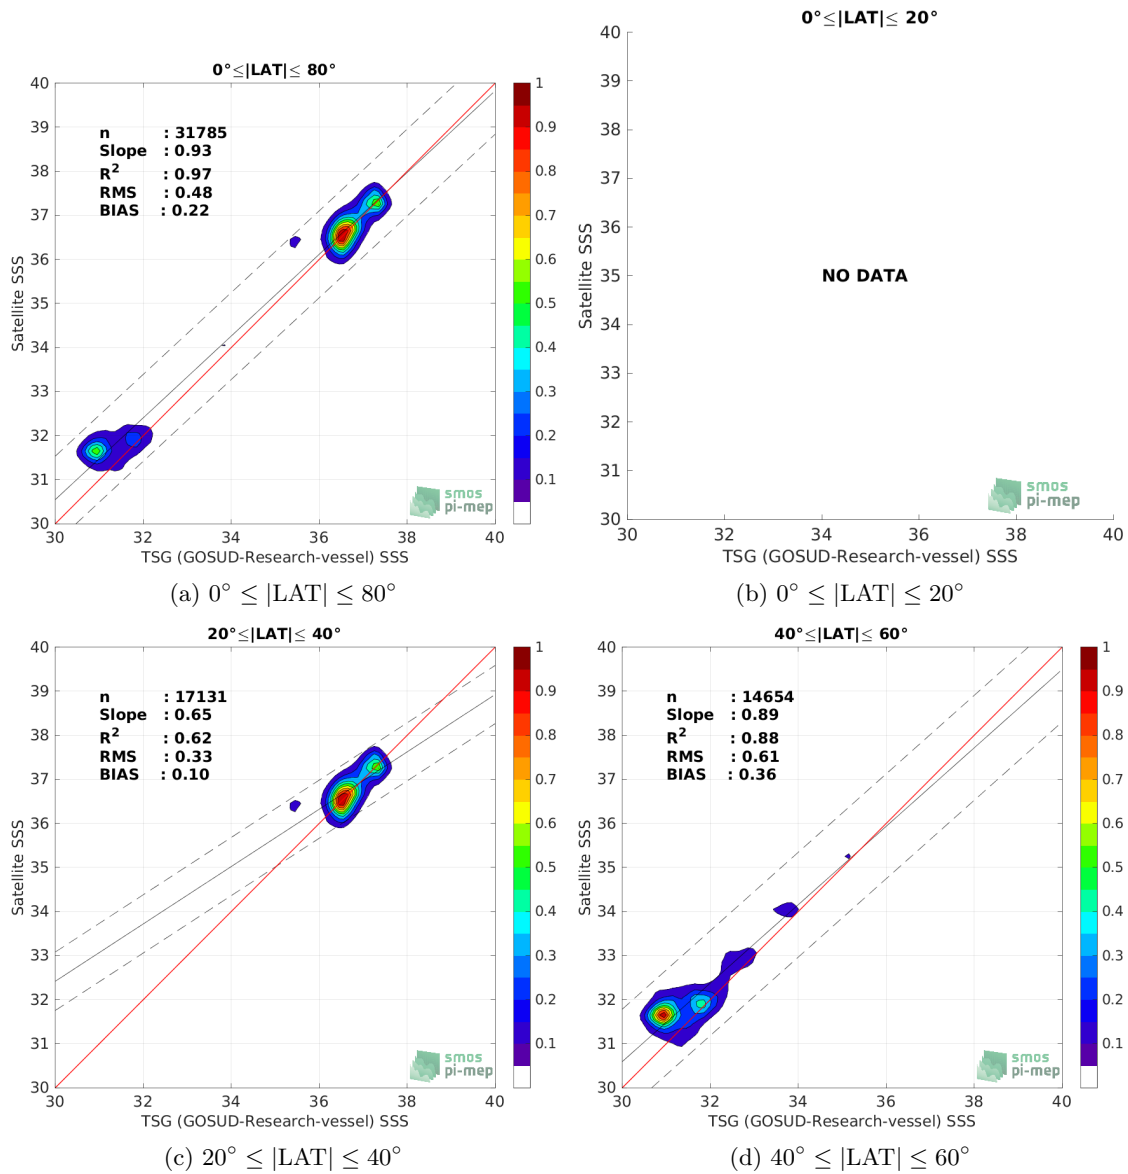 0°≤|LAT|≤ 80°
40
39
38
37
36
35
34
33
32
31
30
Satellite SSS
n : 31785
Slope : 0.93
R2 : 0.97
RMS : 0.48
BIAS : 0.22
smos
pi-mep
30 32 34 36 38 40
TSG (GOSUD-Research-vessel) SSS
1
0.9
0.8
0.7
0.6
0.5
0.4
0.3
0.2
0.1
(a) 0° ≤ |LAT| ≤ 80°
0°≤|LAT|≤ 20°
40
39
38
37
36
35
34
33
32
31
30
Satellite SSS
NO DATA
smos
pi-mep
30 32 34 36 38 40
TSG (GOSUD-Research-vessel) SSS
(b) 0° ≤ |LAT| ≤ 20°
20°≤|LAT|≤ 40°
40
39
38
37
36
35
34
33
32
31
30
Satellite SSS
n : 17131
Slope : 0.65
R2 : 0.62
RMS : 0.33
BIAS : 0.10
smos
pi-mep
30 32 34 36 38 40
TSG (GOSUD-Research-vessel) SSS
1
0.9
0.8
0.7
0.6
0.5
0.4
0.3
0.2
0.1
(c) 20° ≤ |LAT| ≤ 40°
40°≤|LAT|≤ 60°
40
39
38
37
36
35
34
33
32
31
30
Satellite SSS
n : 14654
Slope : 0.89
R2 : 0.88
RMS : 0.61
BIAS : 0.36
smos
pi-mep
30 32 34 36 38 40
TSG (GOSUD-Research-vessel) SSS
1
0.9
0.8
0.7
0.6
0.5
0.4
0.3
0.2
0.1
(d) 40° ≤ |LAT| ≤ 60°